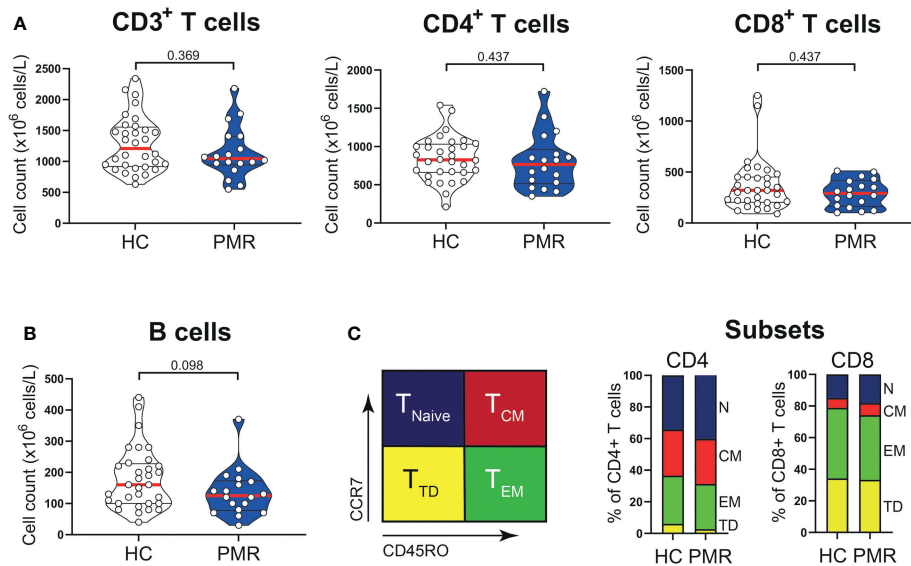 A
CD3+ T cells
CD4+ T cells
CD8+ T cells
Cell count (x10^6 cells/L)
2500
2000
1500
1000
500
0
0.369
HC
PMR
Cell count (x10^6 cells/L)
2000
1500
1000
500
0
0.437
HC
PMR
Cell count (x10^6 cells/L)
1500
1000
500
0
0.437
HC
PMR
B
B cells
Cell count (x10^6 cells/L)
500
400
300
200
100
0
0.098
HC
PMR
C
CCR7
T Naive
T CM
T TD
T EM
CD45RO
Subsets
CD4
% of CD4+ T cells
100
80
60
40
20
0
N
CM
EM
TD
HC PMR
CD8
% of CD8+ T cells
100
80
60
40
20
0
N
CM
EM
TD
HC PMR